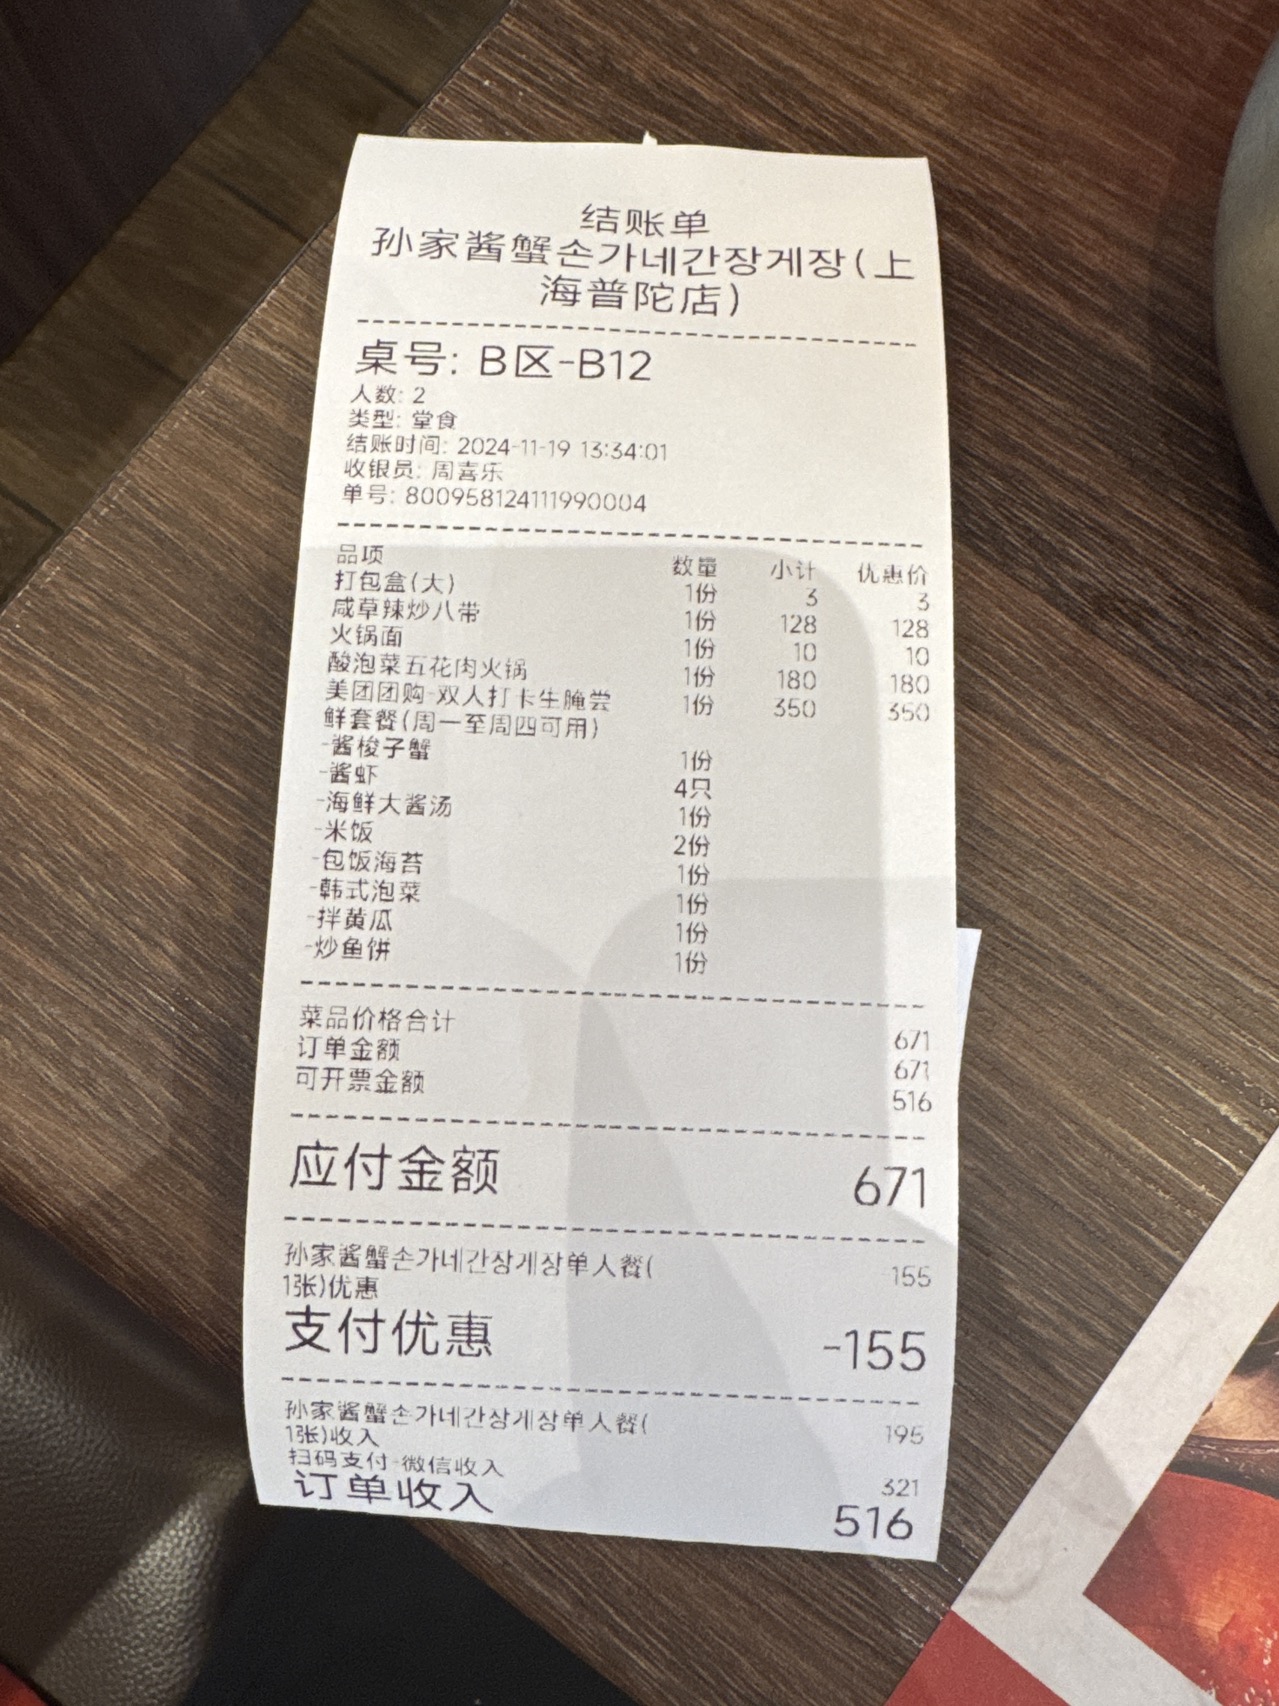 结账单
孙家酱蟹손가네간장게장(上
海普陀店)
桌号: B区-B12
人数: 2
类型: 堂食
结账时间: 2024-11-19 13:34:01
收银员: 周喜乐
单号: 800958124111990004
品项 数量 小计 优惠价
打包盒(大) 1份 3 3
咸草辣炒八带 1份 128 128
火锅面 1份 10 10
酸泡菜五花肉火锅 1份 180 180
美团团购-双人打卡生腌尝 1份 350 350
鲜套餐(周一至周四可用)
-酱梭子蟹 1份
-酱虾 4只
-海鲜大酱汤 1份
-米饭 2份
-包饭海苔 1份
-韩式泡菜 1份
-拌黄瓜 1份
-炒鱼饼 1份
菜品价格合计 671
订单金额 671
可开票金额 516
应付金额 671
孙家酱蟹손가네간장게장单人餐( -155
1张)优惠
支付优惠 -155
孙家酱蟹손가네간장게장单人餐( 195
1张)收入
扫码支付-微信收入 321
订单收入 516